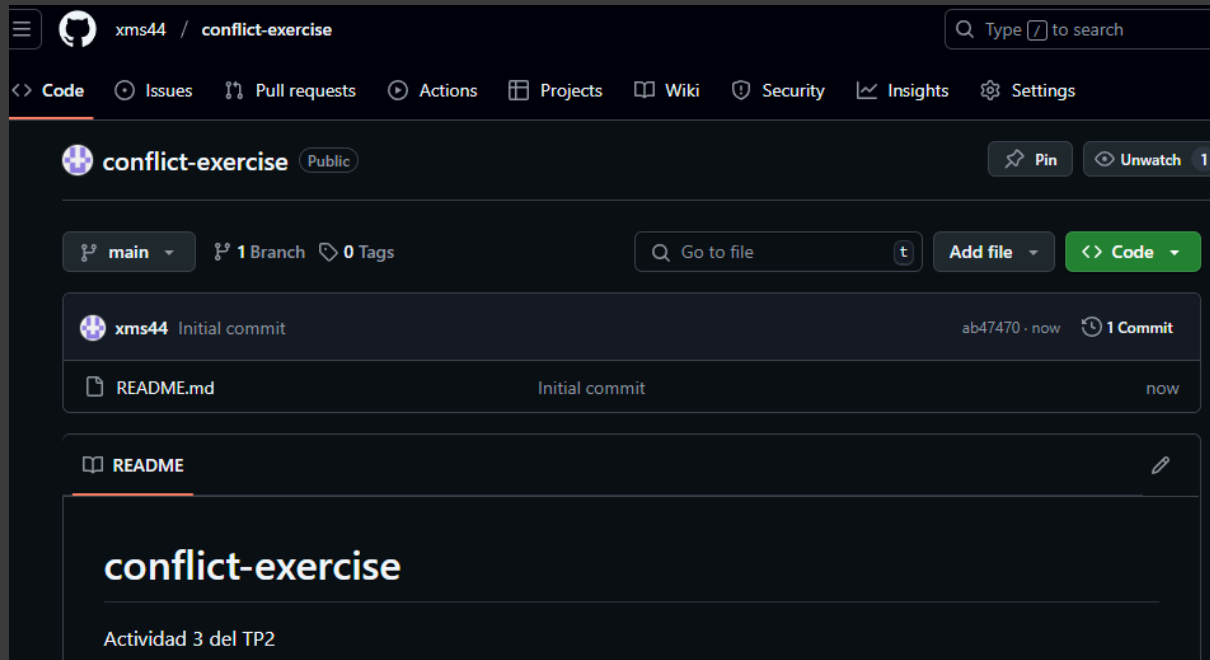 xms44 / conflict-exercise Type / to search
Code Issues Pull requests Actions Projects Wiki Security Insights Settings
conflict-exercise Public Pin Unwatch 1
main 1 Branch 0 Tags Go to file t Add file Code
xms44 Initial commit ab47470 · now 1 Commit
README.md Initial commit now
README
conflict-exercise
Actividad 3 del TP2